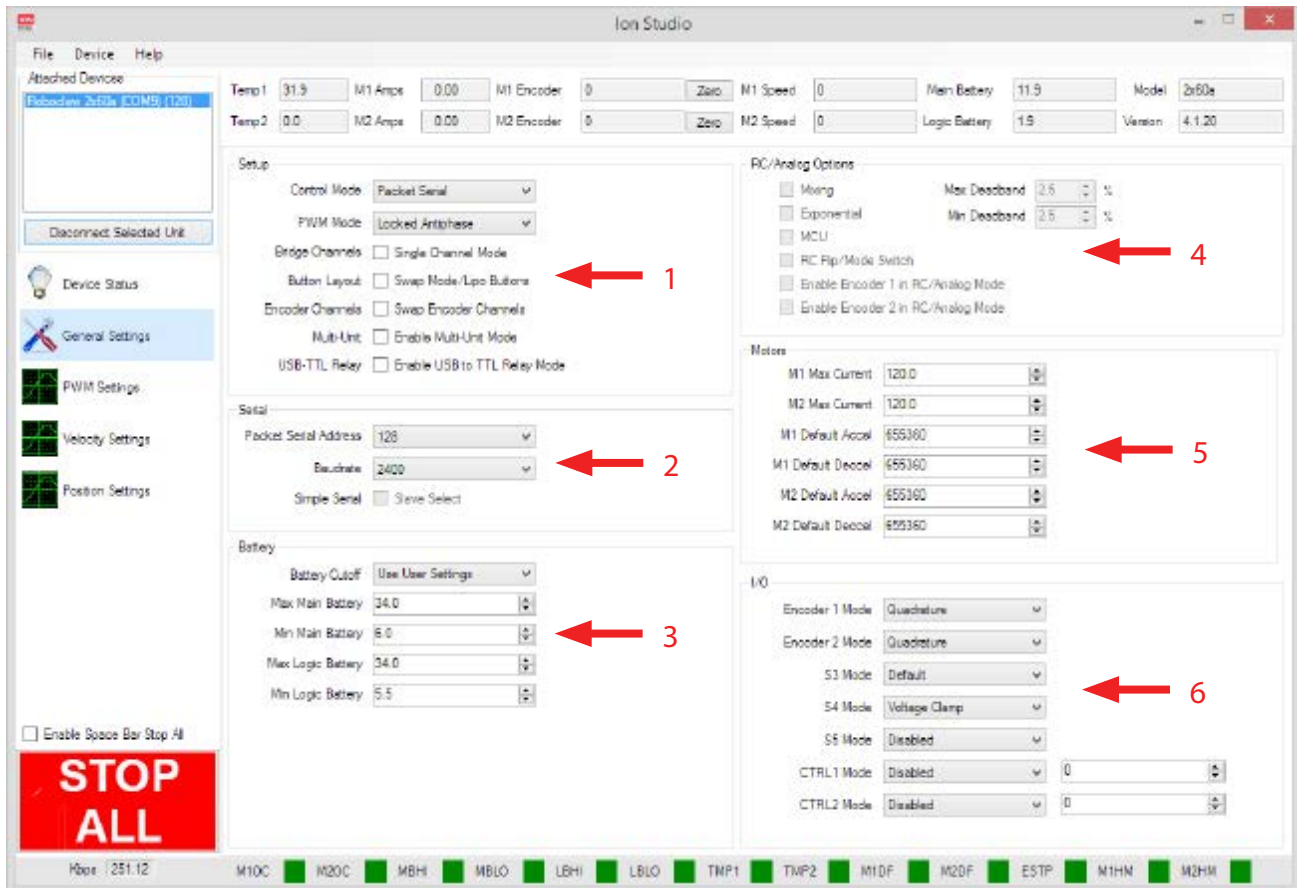 Ion Studio
File Device Help
Attached Devices
Roboclaw 2x60a (COM9) (128)
Temp1 31.9 M1 Amps 0.00 M1 Encoder 0 Zero M1 Speed 0 Main Battery 11.9 Model 2x60a
Temp2 0.0 M2 Amps 0.00 M2 Encoder 0 Zero M2 Speed 0 Logic Battery 1.9 Version 4.1.20
Disconnect Selected Unit
Device Status
General Settings
PWM Settings
Velocity Settings
Position Settings
Enable Space Bar Stop All
STOP
ALL
Setup
Control Mode Packet Serial
PWM Mode Locked Antiphase
Bridge Channels Single Channel Mode
Button Layout Swap Mode/Lipo Buttons
1
Encoder Channels Swap Encoder Channels
Multi-Unit Enable Multi-Unit Mode
USB-TTL Relay Enable USB to TTL Relay Mode
Serial
Packet Serial Address 128
Baudrate 2400
2
Simple Serial Slave Select
Battery
Battery Cutoff Use User Settings
Max Main Battery 34.0
Min Main Battery 6.0
3
Max Logic Battery 34.0
Min Logic Battery 5.5
RC/Analog Options
Mixing Max Deadband 2.5 %
Exponential Min Deadband 2.5 %
MCU
4
RC Flip/Mode Switch
Enable Encoder 1 in RC/Analog Mode
Enable Encoder 2 in RC/Analog Mode
Motors
M1 Max Current 120.0
M2 Max Current 120.0
M1 Default Accel 655360
5
M1 Default Deccel 655360
M2 Default Accel 655360
M2 Default Deccel 655360
I/O
Encoder 1 Mode Quadrature
Encoder 2 Mode Quadrature
S3 Mode Default
6
S4 Mode Voltage Clamp
S5 Mode Disabled
CTRL1 Mode Disabled 0
CTRL2 Mode Disabled 0
Kbps 251.12 M1OC M2OC MBHI MBLO LBHI LBLO TMP1 TMP2 M1DF M2DF ESTP M1HM M2HM